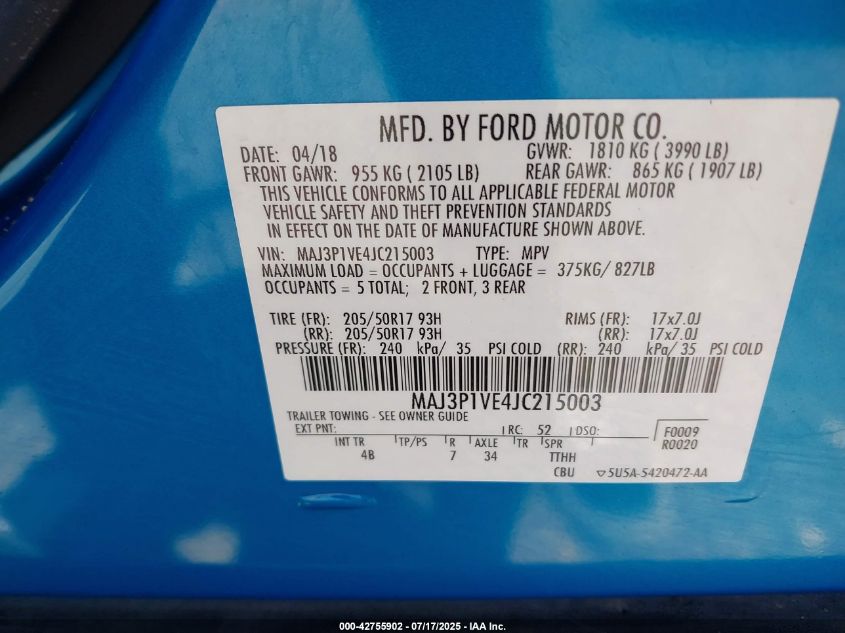 MFD. BY FORD MOTOR CO.
DATE: 04/18 GVWR: 1810 KG ( 3990 LB)
FRONT GAWR: 955 KG ( 2105 LB) REAR GAWR: 865 KG ( 1907 LB)
THIS VEHICLE CONFORMS TO ALL APPLICABLE FEDERAL MOTOR
VEHICLE SAFETY AND THEFT PREVENTION STANDARDS
IN EFFECT ON THE DATE OF MANUFACTURE SHOWN ABOVE.
VIN: MAJ3P1VE4JC215003 TYPE: MPV
MAXIMUM LOAD = OCCUPANTS + LUGGAGE = 375KG/ 827LB
OCCUPANTS = 5 TOTAL; 2 FRONT, 3 REAR
TIRE (FR): 205/50R17 93H RIMS (FR): 17x7.0J
(RR): 205/50R17 93H (RR): 17x7.0J
PRESSURE (FR): 240 kPa/ 35 PSI COLD (RR): 240 kPa/ 35 PSI COLD
MAJ3P1VE4JC215003
TRAILER TOWING - SEE OWNER GUIDE
EXT PNT: RC: 52 DSO: F0009
R0020
INT TR TP/PS R AXLE TR SPR
4B 7 34 TTHH
CBU 5U5A-5420472-AA
000-42755902 - 07/17/2025 - IAA Inc.